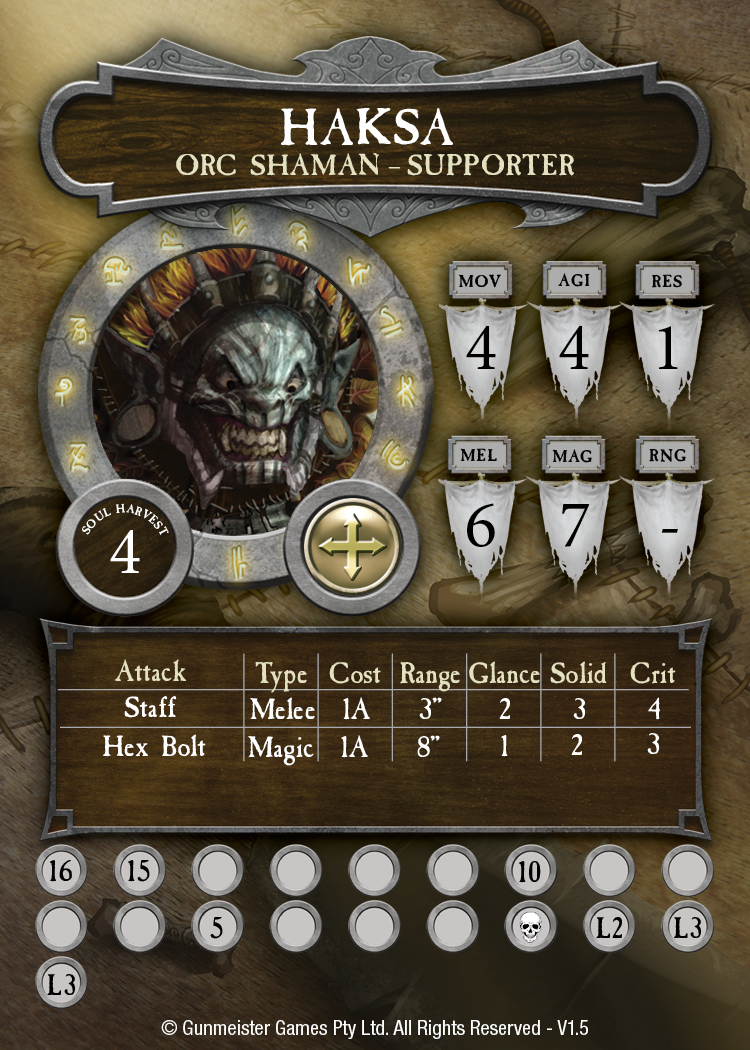 HAKSA
ORC SHAMAN – SUPPORTER
MOV AGI RES
4 4 1
MEL MAG RNG
6 7 -
SOUL HARVEST
4
Attack Type Cost Range Glance Solid Crit
Staff Melee 1A 3” 2 3 4
Hex Bolt Magic 1A 8” 1 2 3
16 15 10
5 L2 L3
L3
© Gunmeister Games Pty Ltd. All Rights Reserved - V1.5